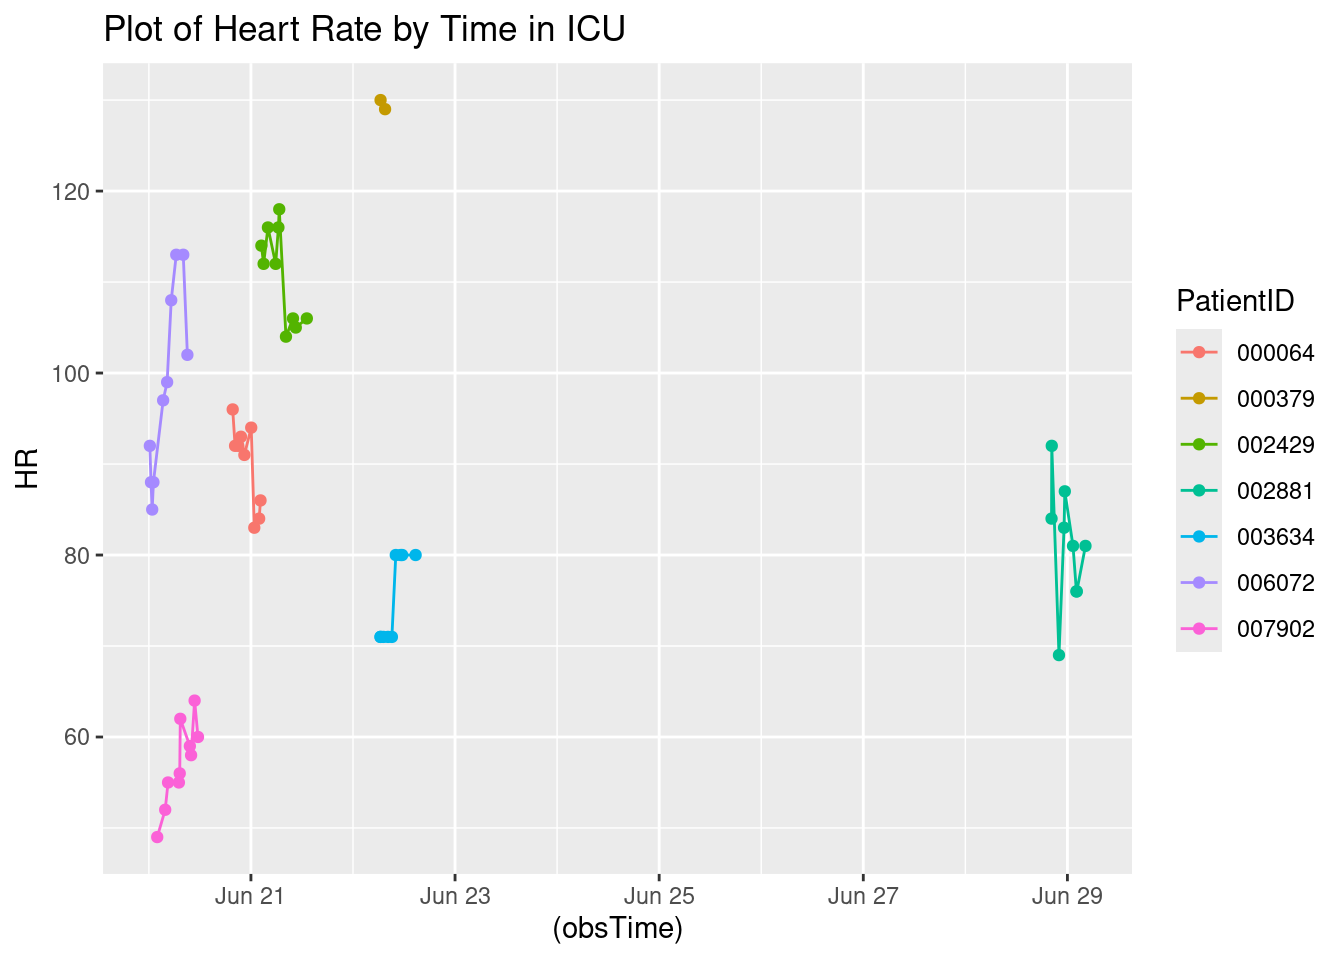 Plot of Heart Rate by Time in ICU
120
100
80
60
HR
Jun 21
Jun 23
Jun 25
Jun 27
Jun 29
(obsTime)
PatientID
000064
000379
002429
002881
003634
006072
007902